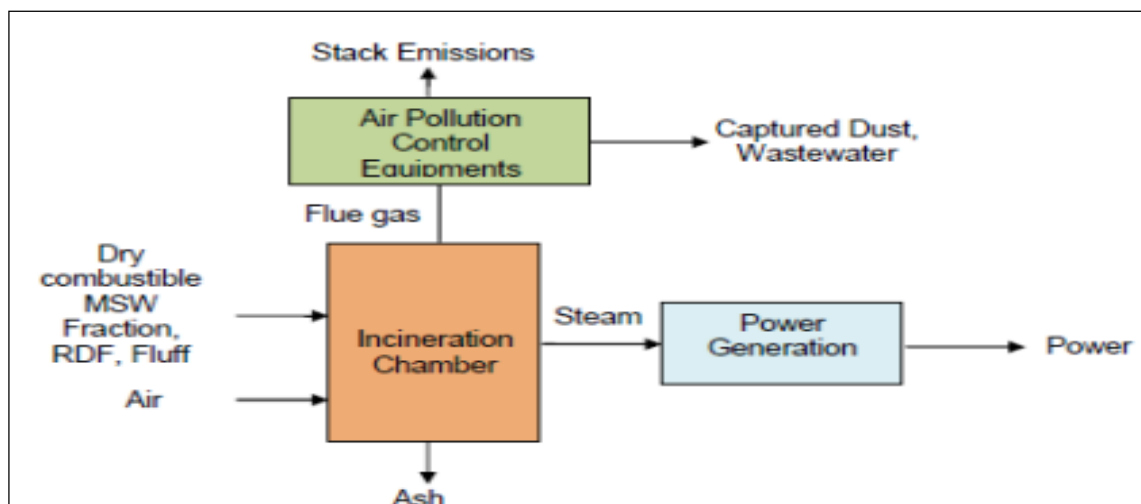 Stack Emissions
Air Pollution
Control
Equipments
Captured Dust,
Wastewater
Flue gas
Dry
combustible
MSW
Fraction,
RDF, Fluff
Air
Incineration
Chamber
Steam
Power
Generation
Power
Ash